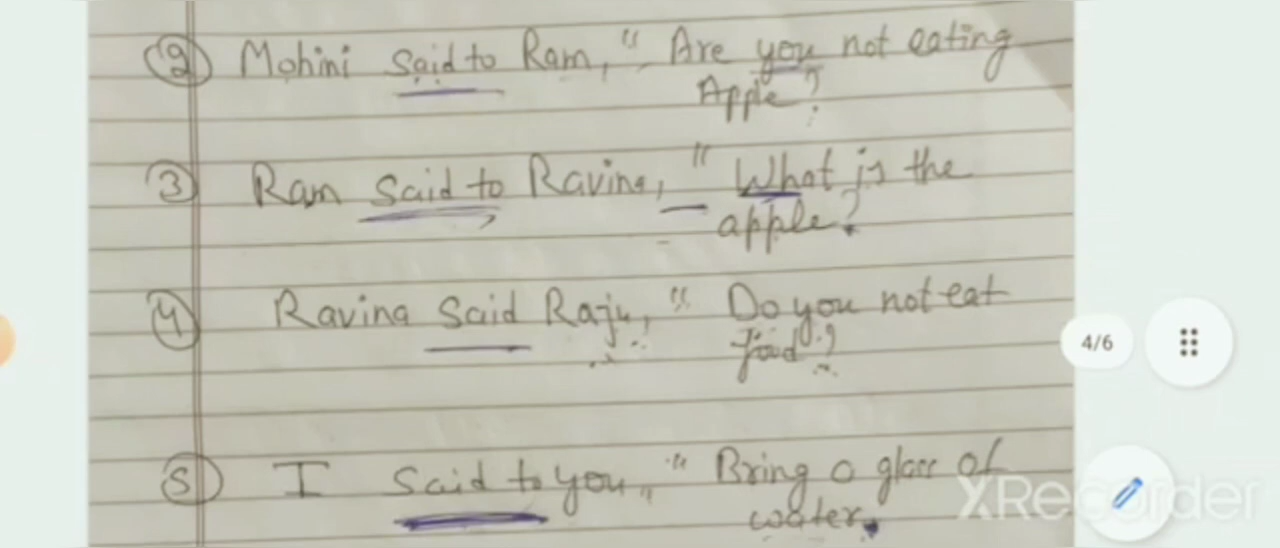 2 Mohini said to Ram, " Are you not eating
Apple?
3 Ram said to Ravina, " What is the
apple?
4 Ravina said Raju, " Do you not eat
food?
4/6
5 I said to you, " Bring a glass of
water.
XRecorder